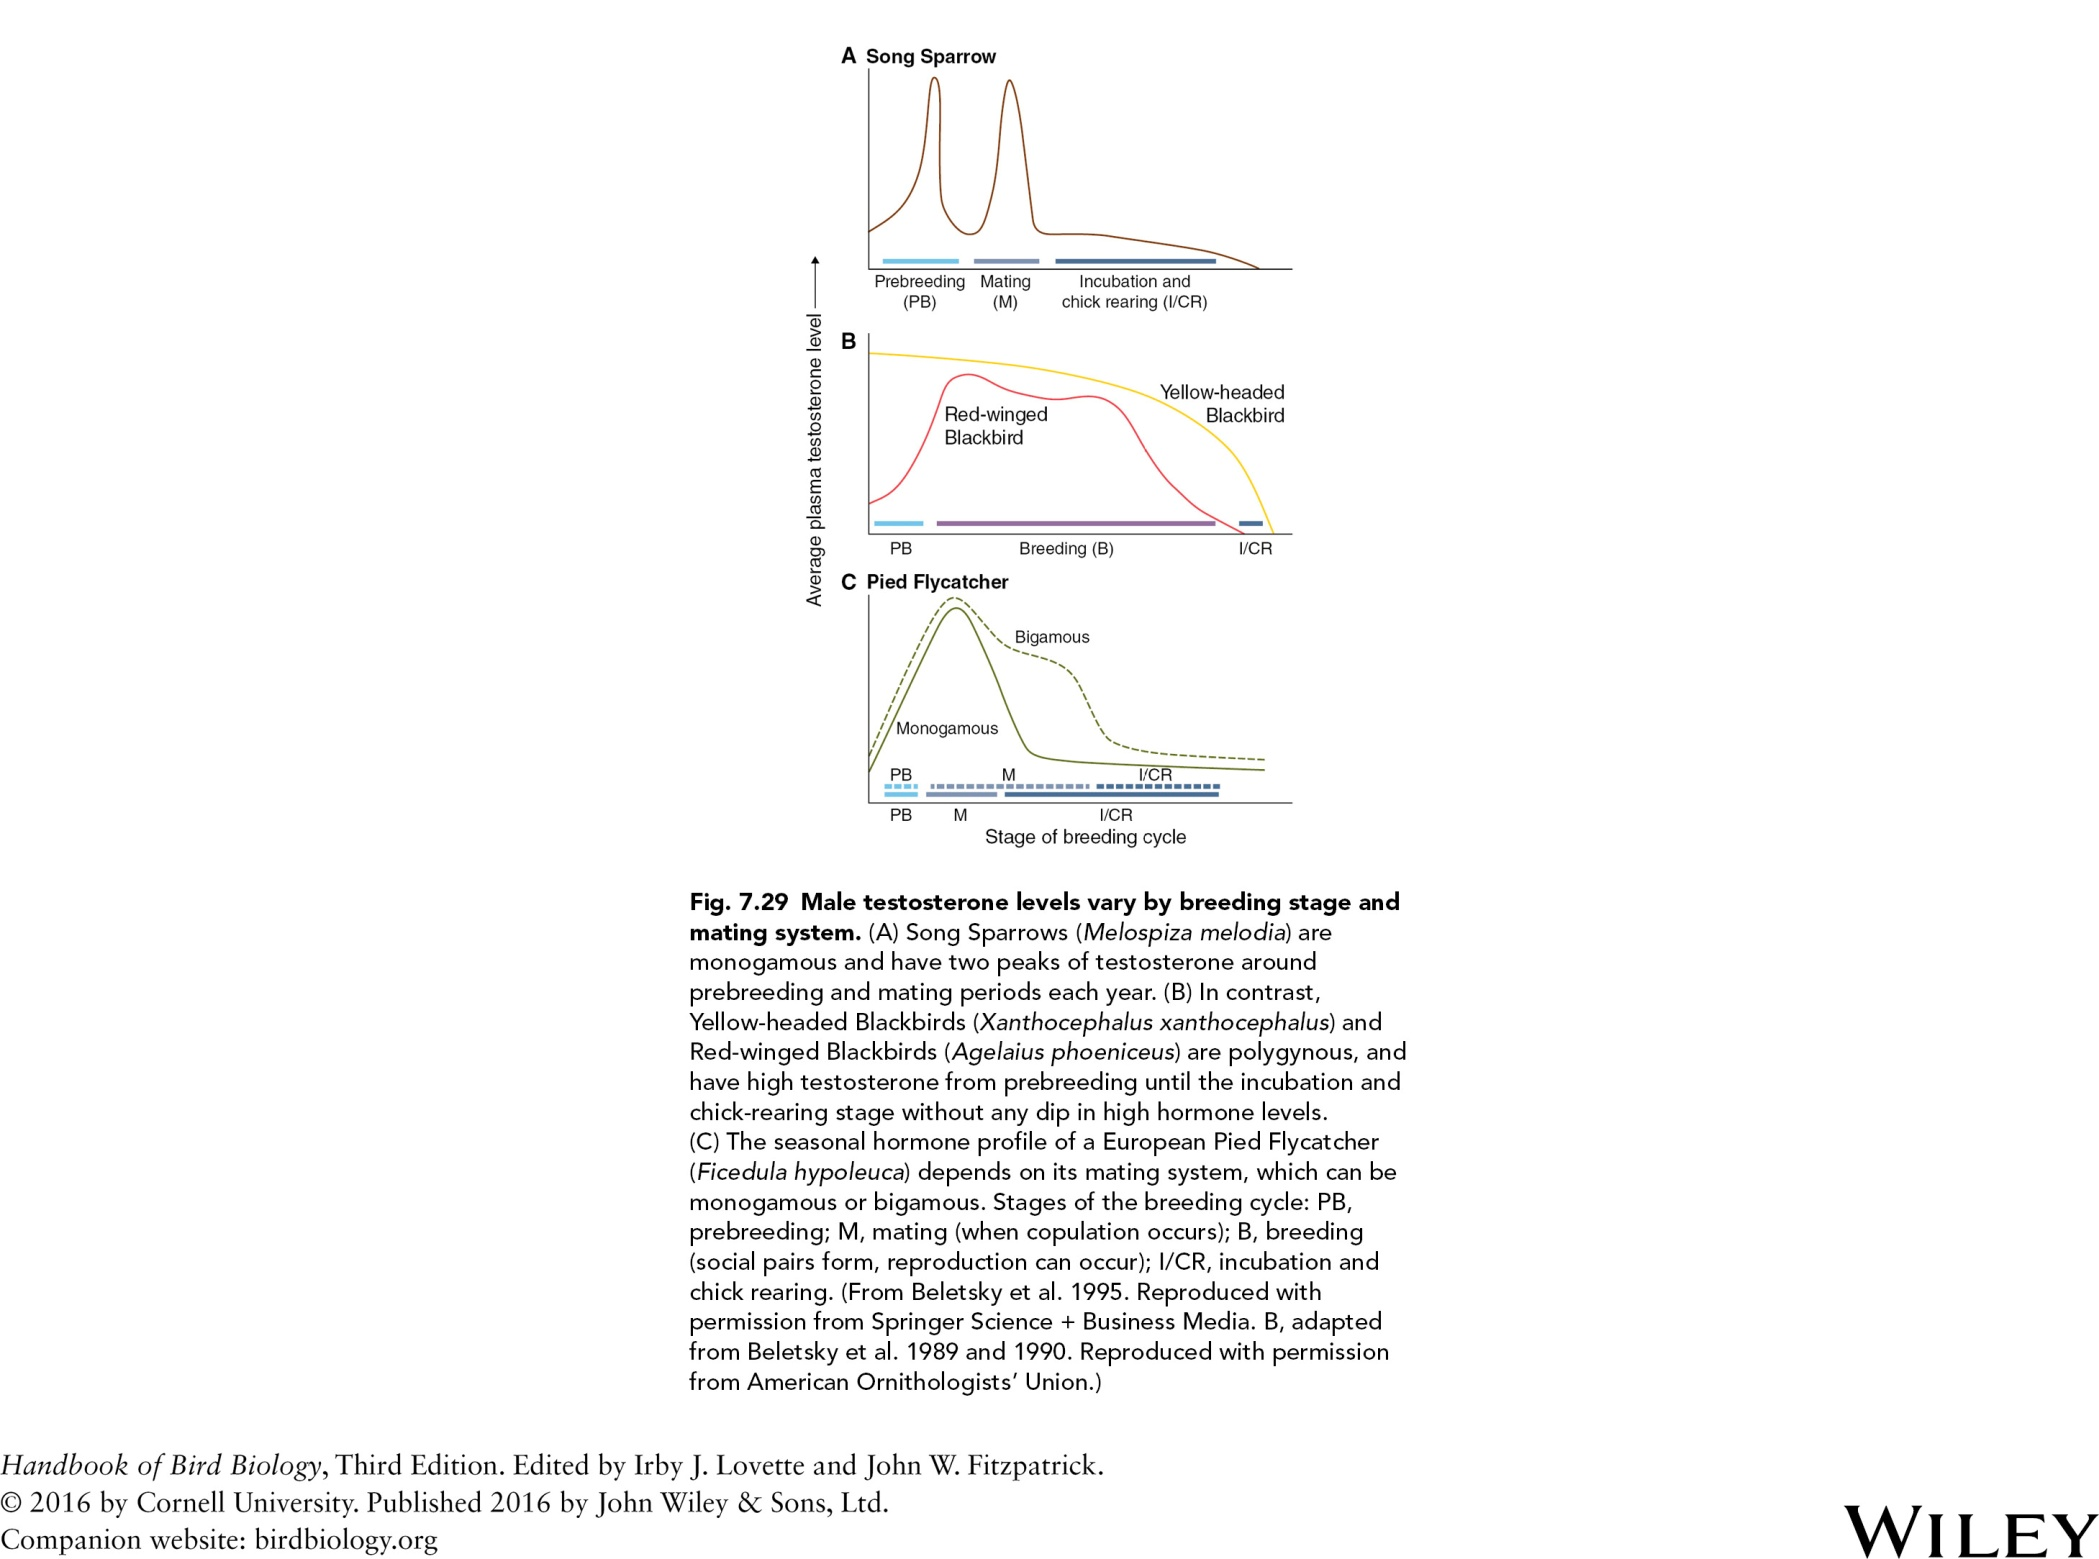 A Song Sparrow
Prebreeding
(PB)
Mating
(M)
Incubation and
chick rearing (I/CR)
Average plasma testosterone level
B
Yellow-headed
Blackbird
Red-winged
Blackbird
PB
Breeding (B)
I/CR
C Pied Flycatcher
Bigamous
Monogamous
PB M I/CR
PB M I/CR
Stage of breeding cycle
Fig. 7.29 Male testosterone levels vary by breeding stage and
mating system. (A) Song Sparrows (Melospiza melodia) are
monogamous and have two peaks of testosterone around
prebreeding and mating periods each year. (B) In contrast,
Yellow-headed Blackbirds (Xanthocephalus xanthocephalus) and
Red-winged Blackbirds (Agelaius phoeniceus) are polygynous, and
have high testosterone from prebreeding until the incubation and
chick-rearing stage without any dip in high hormone levels.
(C) The seasonal hormone profile of a European Pied Flycatcher
(Ficedula hypoleuca) depends on its mating system, which can be
monogamous or bigamous. Stages of the breeding cycle: PB,
prebreeding; M, mating (when copulation occurs); B, breeding
(social pairs form, reproduction can occur); I/CR, incubation and
chick rearing. (From Beletsky et al. 1995. Reproduced with
permission from Springer Science + Business Media. B, adapted
from Beletsky et al. 1989 and 1990. Reproduced with permission
from American Ornithologists’ Union.)
Handbook of Bird Biology, Third Edition. Edited by Irby J. Lovette and John W. Fitzpatrick.
© 2016 by Cornell University. Published 2016 by John Wiley & Sons, Ltd.
Companion website: birdbiology.org
WILEY